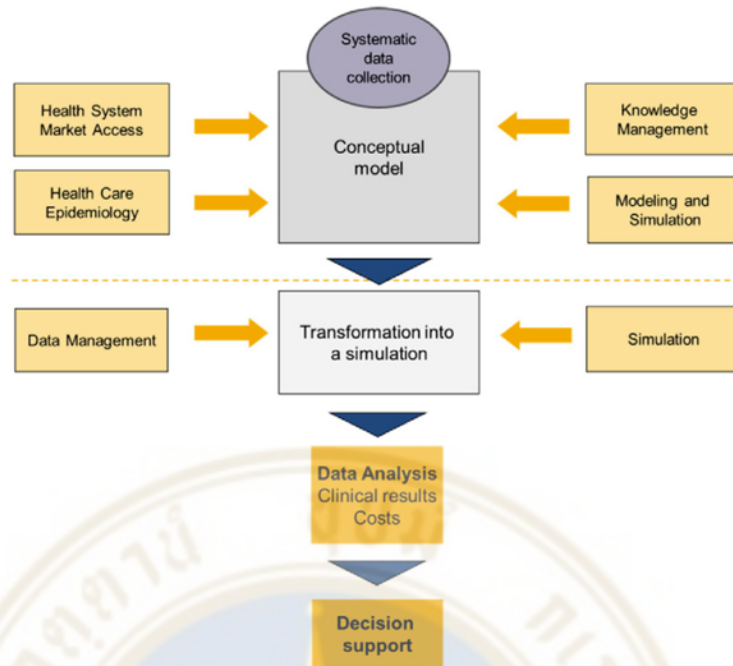 Systematic
data
collection
Health System
Market Access
Conceptual
model
Knowledge
Management
Health Care
Epidemiology
Modeling and
Simulation
Data Management
Transformation into
a simulation
Simulation
Data Analysis
Clinical results
Costs
Decision
support